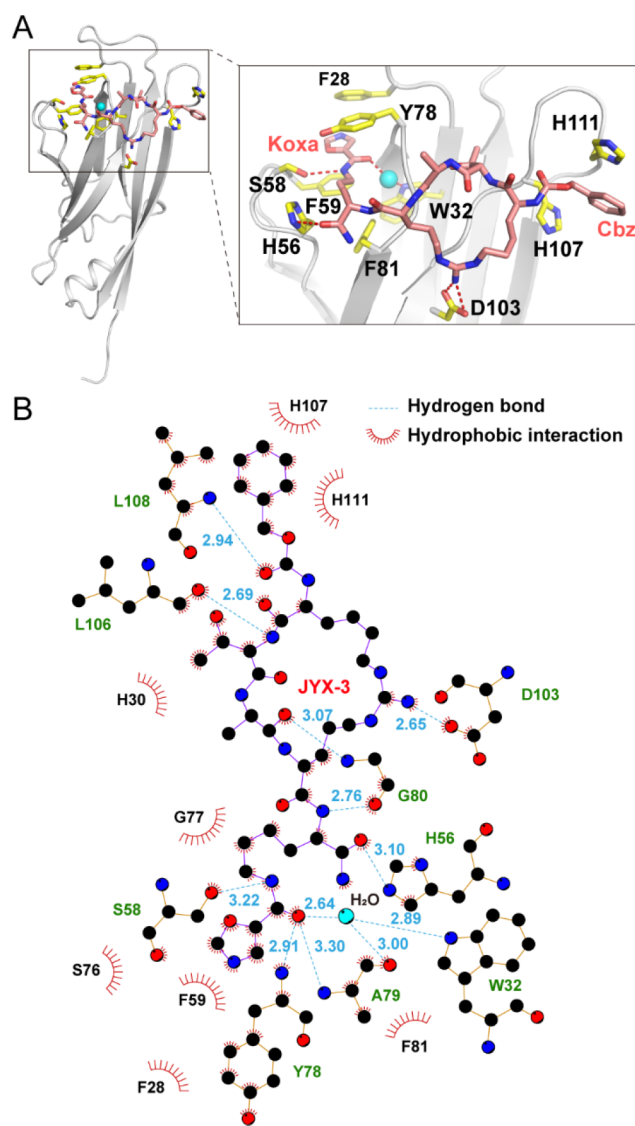 A
F28
Y78
H111
Koxa
S58
F59
W32
H56
F81
H107
Cbz
D103
B
H107
Hydrogen bond
Hydrophobic interaction
L108
H111
2.94
2.69
L106
H30
JYX-3
D103
3.07
2.65
2.76
G80
G77
3.10
H56
H₂O
S58
3.22
2.64
2.89
2.91
3.30
3.00
S76
F59
A79
W32
F81
Y78
F28